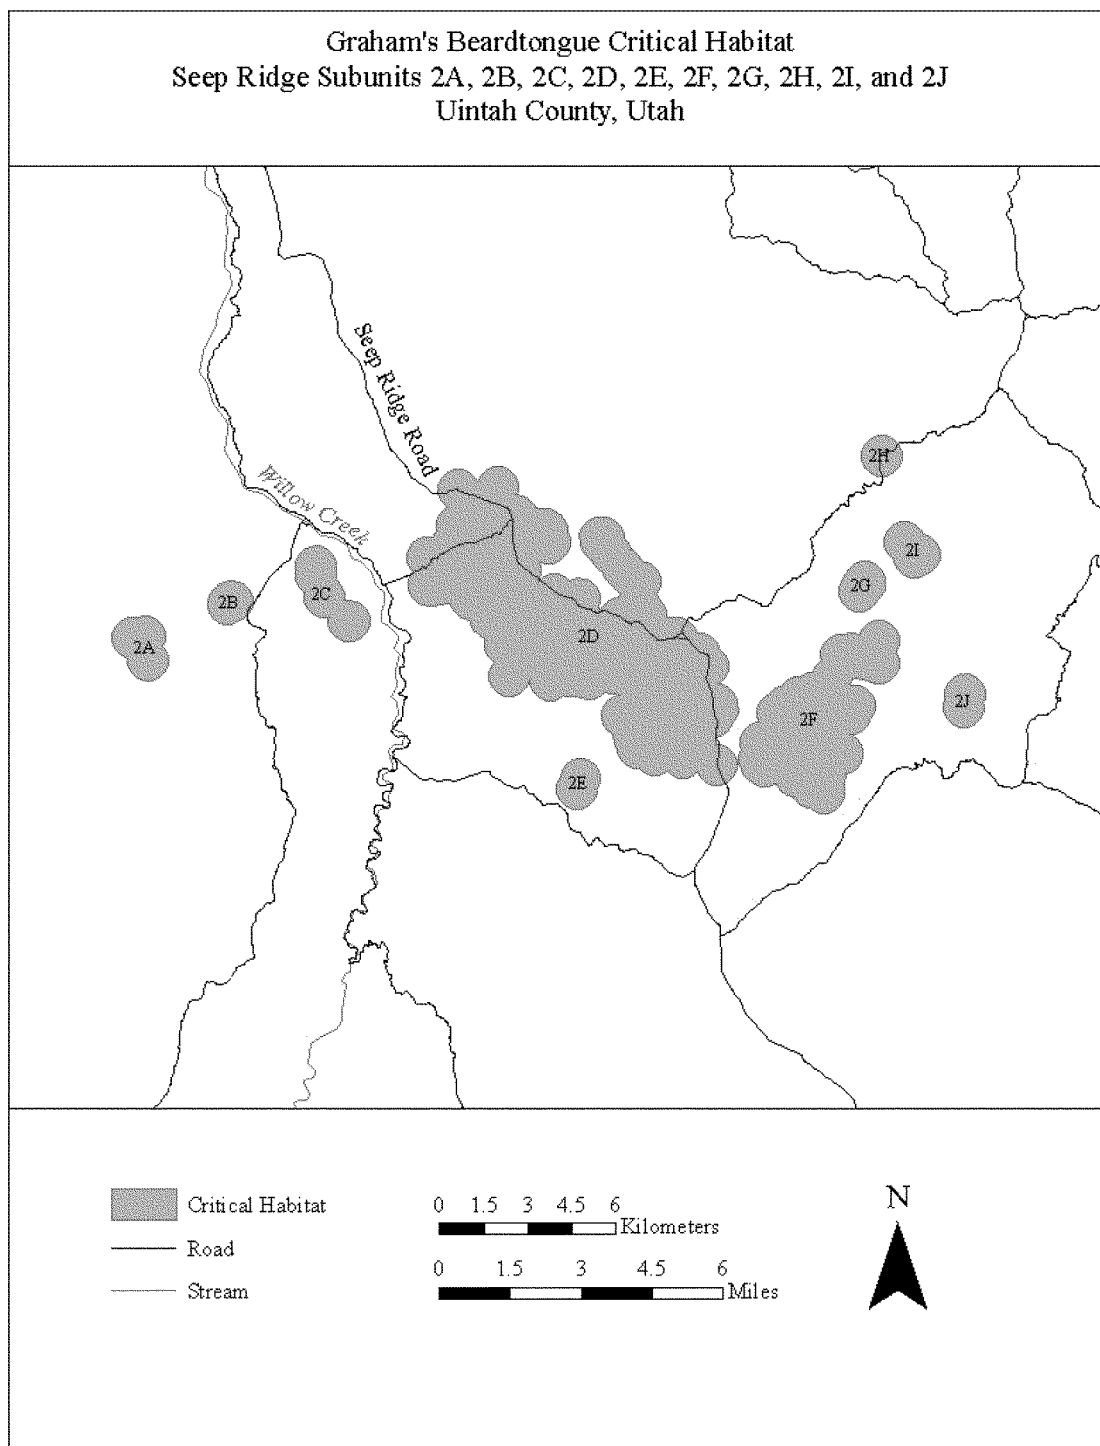 Graham's Beardtongue Critical Habitat
Seep Ridge Subunits 2A, 2B, 2C, 2D, 2E, 2F, 2G, 2H, 2I, and 2J
Uintah County, Utah
Seep Ridge Road
Willow Creek
2H
2I
2G
2B
2C
2D
2A
2J
2F
2E
Critical Habitat
Road
Stream
0 1.5 3 4.5 6
Kilometers
0 1.5 3 4.5 6
Miles
N